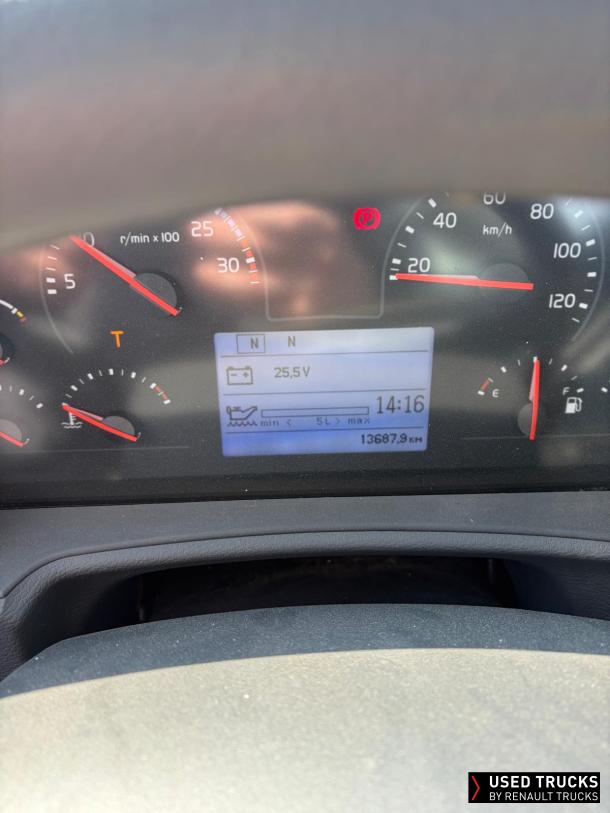 r/min x 100
25
30
5
T
P
20
40
60
80
100
120
km/h
N N
25,5 V
14:16
min < 5L > max
13687,9 KM
E
F
USED TRUCKS
BY RENAULT TRUCKS